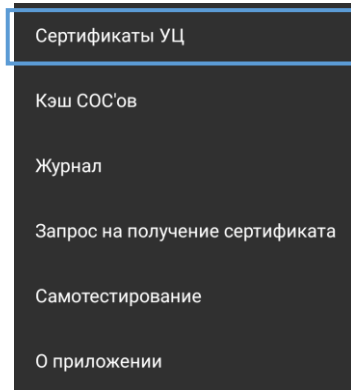 Сертификаты УЦ
Кэш СОС'ов
Журнал
Запрос на получение сертификата
Самотестирование
О приложении